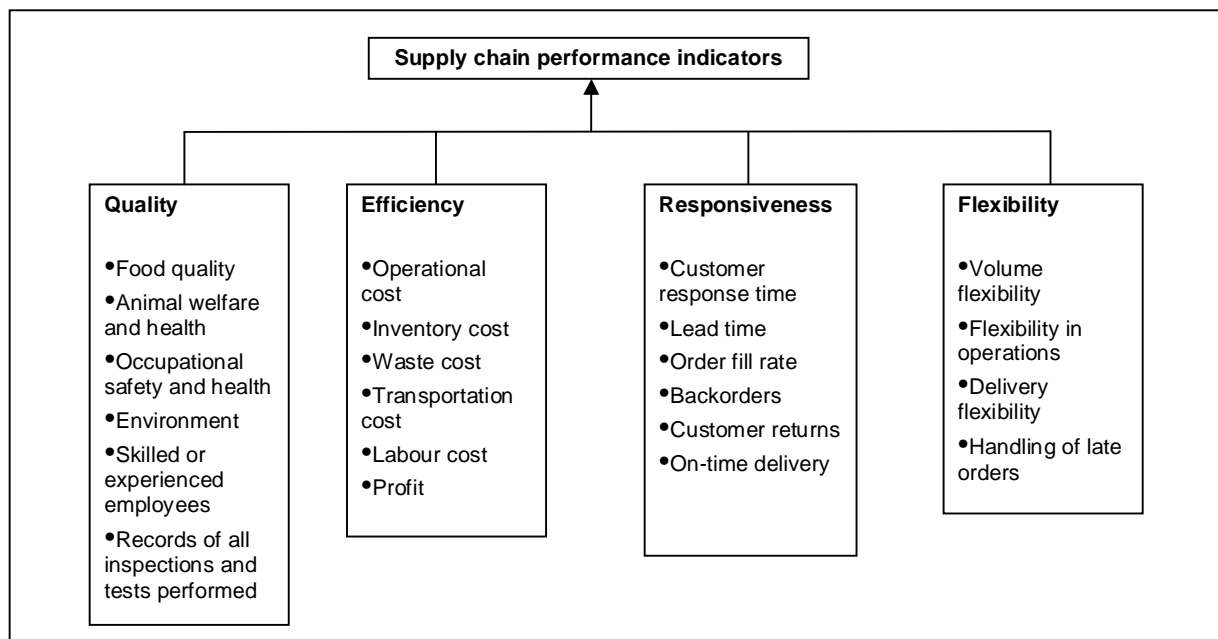 Supply chain performance indicators
Quality
•Food quality
•Animal welfare
and health
•Occupational
safety and health
•Environment
•Skilled or
experienced
employees
•Records of all
inspections and
tests performed
Efficiency
•Operational
cost
•Inventory cost
•Waste cost
•Transportation
cost
•Labour cost
•Profit
Responsiveness
•Customer
response time
•Lead time
•Order fill rate
•Backorders
•Customer returns
•On-time delivery
Flexibility
•Volume
flexibility
•Flexibility in
operations
•Delivery
flexibility
•Handling of late
orders